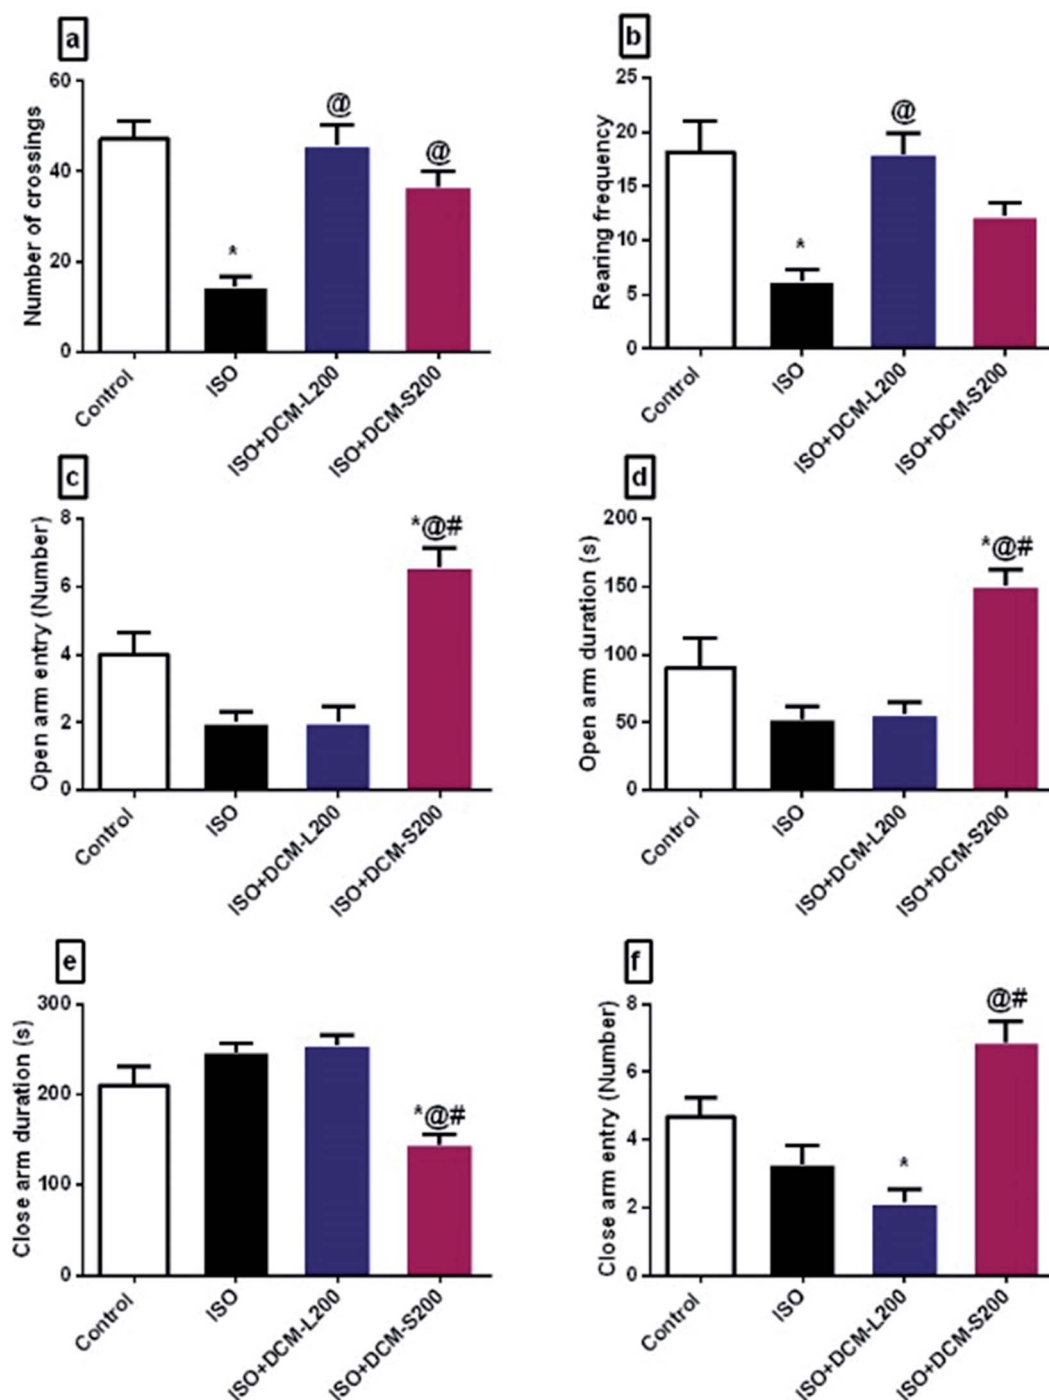 a
Number of crossings
60
40
20
0
*
@
@
Control
ISO
ISO+DCM-L200
ISO+DCM-S200
b
Rearing frequency
25
20
15
10
5
0
*
@
Control
ISO
ISO+DCM-L200
ISO+DCM-S200
c
Open arm entry (Number)
8
6
4
2
0
*@#
Control
ISO
ISO+DCM-L200
ISO+DCM-S200
d
Open arm duration (s)
200
150
100
50
0
*@#
Control
ISO
ISO+DCM-L200
ISO+DCM-S200
e
Close arm duration (s)
300
200
100
0
*@#
Control
ISO
ISO+DCM-L200
ISO+DCM-S200
f
Close arm entry (Number)
8
6
4
2
0
*
@#
Control
ISO
ISO+DCM-L200
ISO+DCM-S200